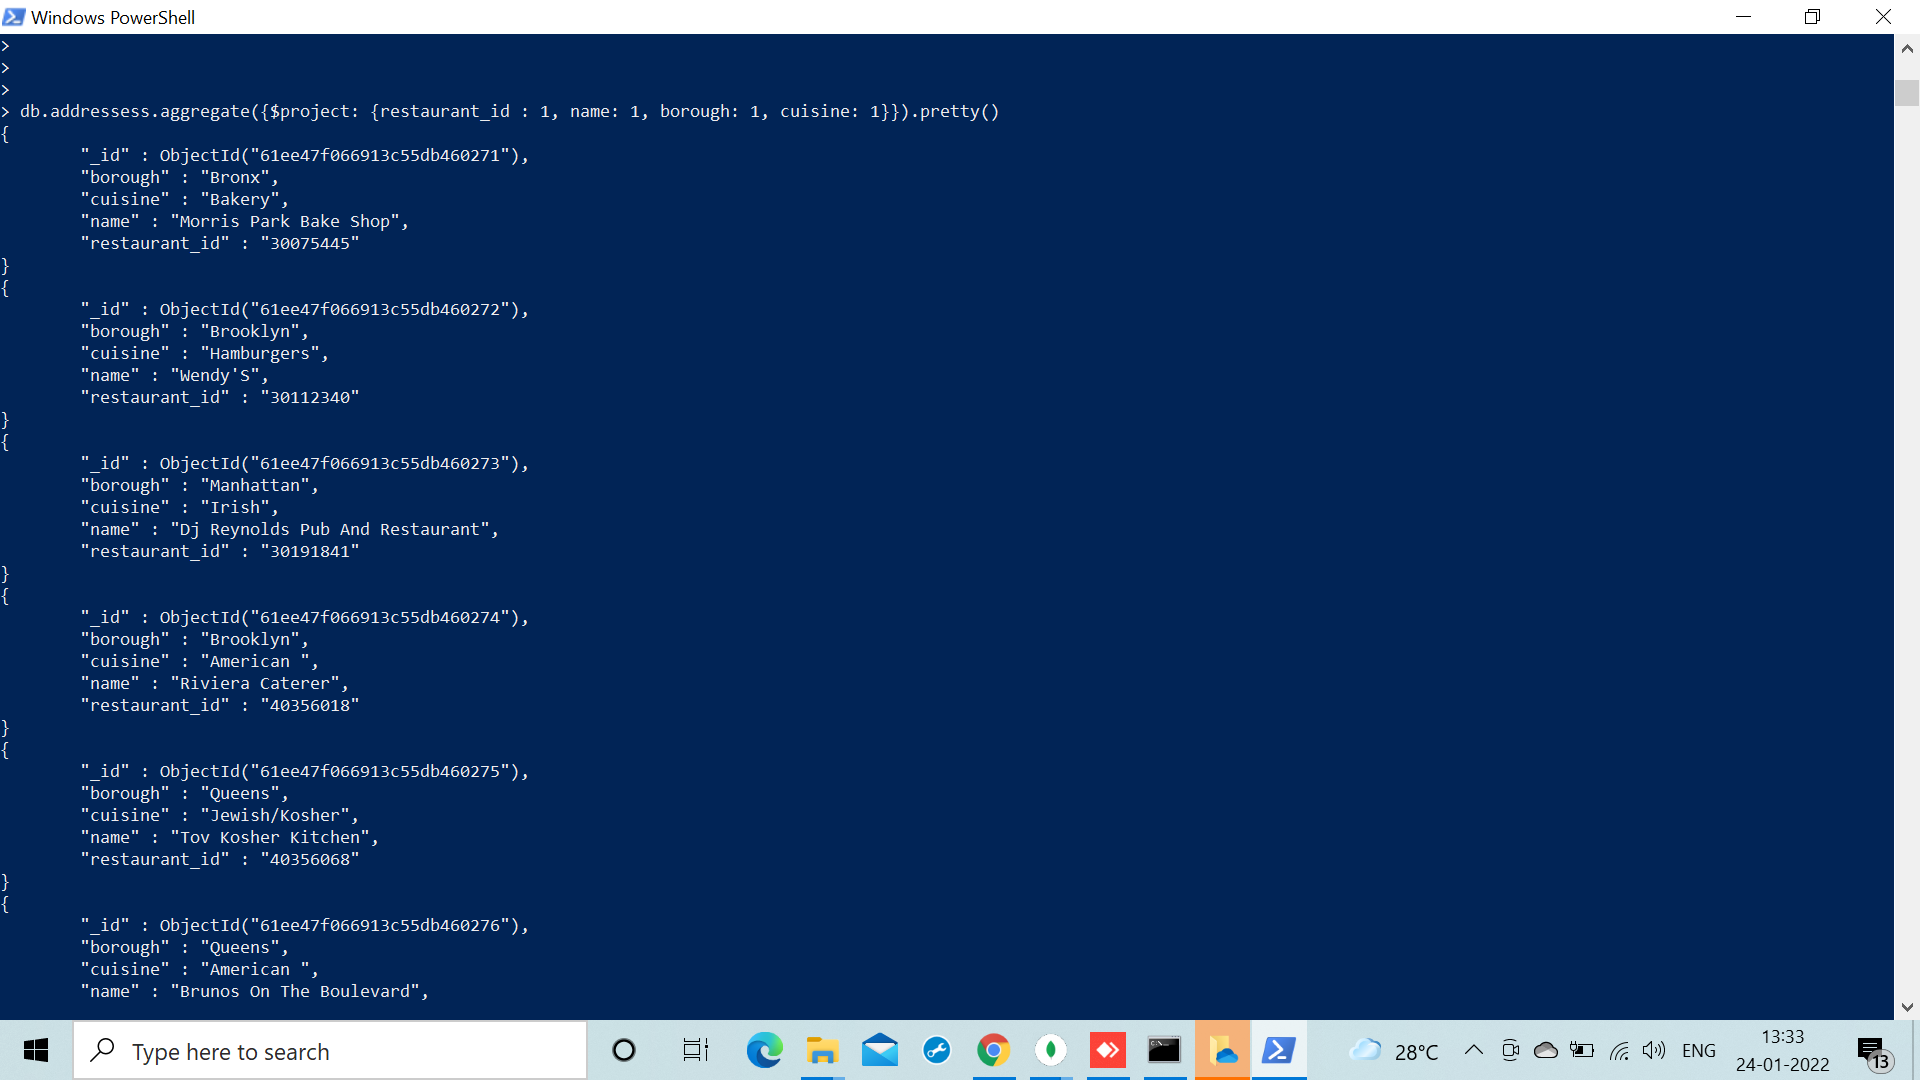 Windows PowerShell
>
>
>
> db.addressess.aggregate({$project: {restaurant_id : 1, name: 1, borough: 1, cuisine: 1}}).pretty()
{
"_id" : ObjectId("61ee47f066913c55db460271"),
"borough" : "Bronx",
"cuisine" : "Bakery",
"name" : "Morris Park Bake Shop",
"restaurant_id" : "30075445"
}
{
"_id" : ObjectId("61ee47f066913c55db460272"),
"borough" : "Brooklyn",
"cuisine" : "Hamburgers",
"name" : "Wendy'S",
"restaurant_id" : "30112340"
}
{
"_id" : ObjectId("61ee47f066913c55db460273"),
"borough" : "Manhattan",
"cuisine" : "Irish",
"name" : "Dj Reynolds Pub And Restaurant",
"restaurant_id" : "30191841"
}
{
"_id" : ObjectId("61ee47f066913c55db460274"),
"borough" : "Brooklyn",
"cuisine" : "American ",
"name" : "Riviera Caterer",
"restaurant_id" : "40356018"
}
{
"_id" : ObjectId("61ee47f066913c55db460275"),
"borough" : "Queens",
"cuisine" : "Jewish/Kosher",
"name" : "Tov Kosher Kitchen",
"restaurant_id" : "40356068"
}
{
"_id" : ObjectId("61ee47f066913c55db460276"),
"borough" : "Queens",
"cuisine" : "American ",
"name" : "Brunos On The Boulevard",
Type here to search
28°C
ENG
13:33
24-01-2022
13